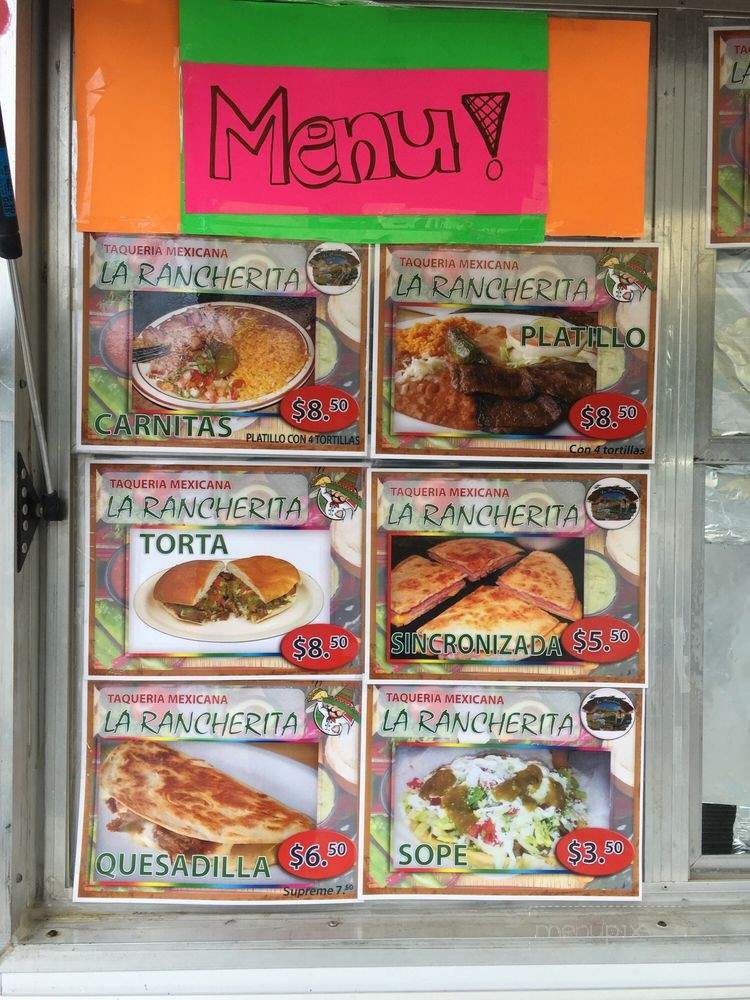 Menu!
TAQUERIA MEXICANA
LA RANCHERITA
CARNITAS
$8.50
PLATILLO CON 4 TORTILLAS
TAQUERIA MEXICANA
LA RANCHERITA
PLATILLO
$8.50
Con 4 tortillas
TAQUERIA MEXICANA
LA RANCHERITA
TORTA
$8.50
TAQUERIA MEXICANA
LA RANCHERITA
SINCRONIZADA
$5.50
TAQUERIA MEXICANA
LA RANCHERITA
QUESADILLA
$6.50
Supreme 7.50
TAQUERIA MEXICANA
LA RANCHERITA
SOPE
$3.50
menupix